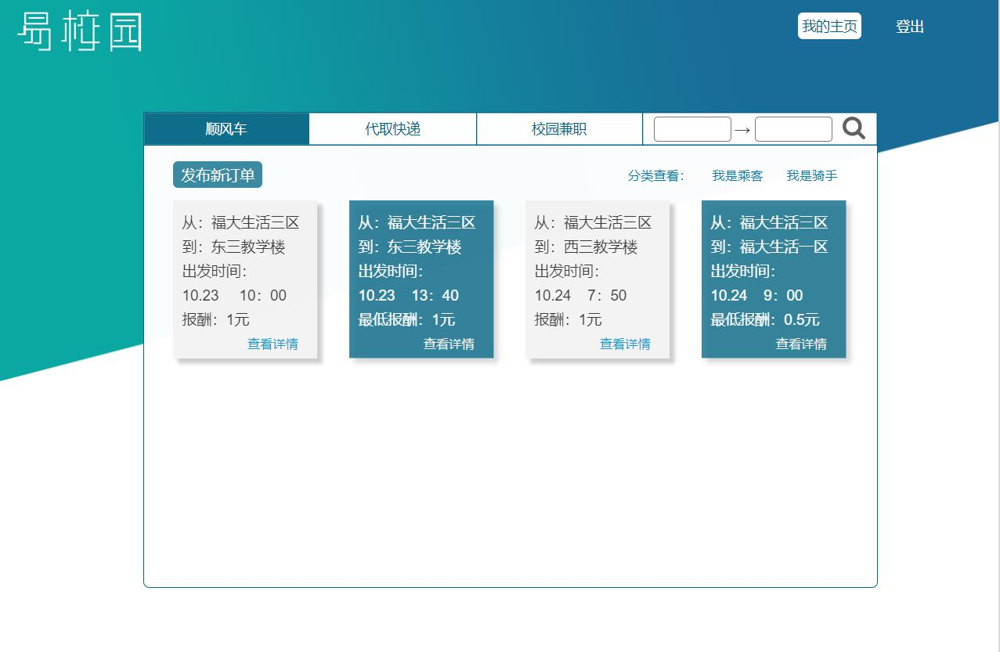 易校园
我的主页
登出
顺风车
代取快递
校园兼职
→
发布新订单
分类查看：
我是乘客
我是骑手
从：福大生活三区
到：东三教学楼
出发时间：
10.23 10：00
报酬：1元
查看详情
从：福大生活三区
到：东三教学楼
出发时间：
10.23 13：40
最低报酬：1元
查看详情
从：福大生活三区
到：西三教学楼
出发时间：
10.24 7：50
报酬：1元
查看详情
从：福大生活三区
到：福大生活一区
出发时间：
10.24 9：00
最低报酬：0.5元
查看详情